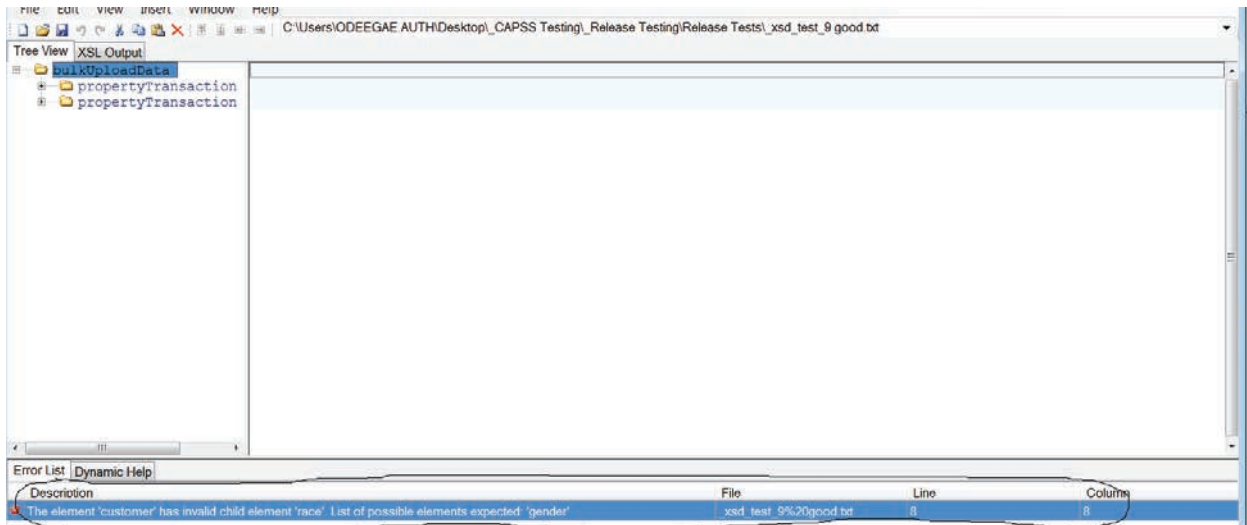 File Edit View Insert Window Help
C:\Users\ODEEGAE AUTH\Desktop\_CAPSS Testing\_Release Testing\Release Tests\_xsd_test_9 good.txt
Tree View XSL Output
bulkUploadData
propertyTransaction
propertyTransaction
Error List Dynamic Help
Description File Line Column
The element 'customer' has invalid child element 'race'. List of possible elements expected: 'gender' _xsd_test_9%20good.txt 8 8